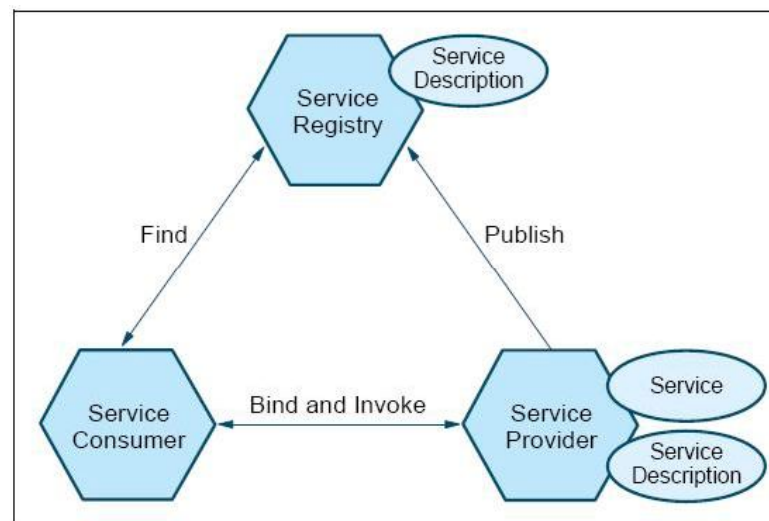 Service
Description
Service
Registry
Find
Publish
Service
Consumer
Bind and Invoke
Service
Provider
Service
Service
Description